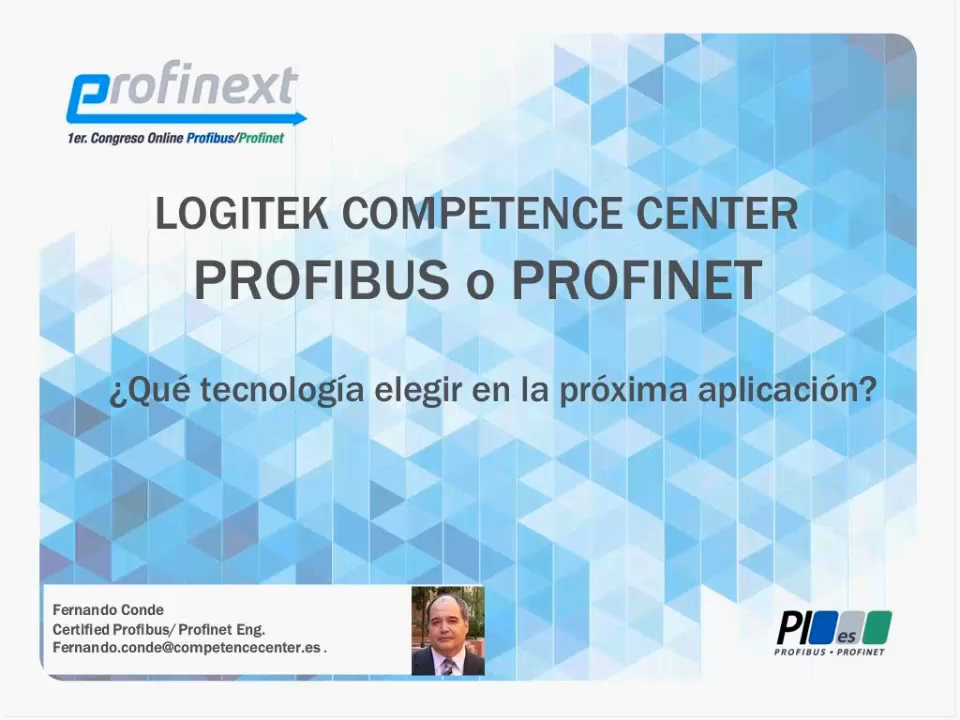 profinext
1er. Congreso Online Profibus/Profinet
LOGITEK COMPETENCE CENTER
PROFIBUS o PROFINET
¿Qué tecnología elegir en la próxima aplicación?
Fernando Conde
Certified Profibus/ Profinet Eng.
Fernando.conde@competencecenter.es .
PI es
PROFIBUS • PROFINET